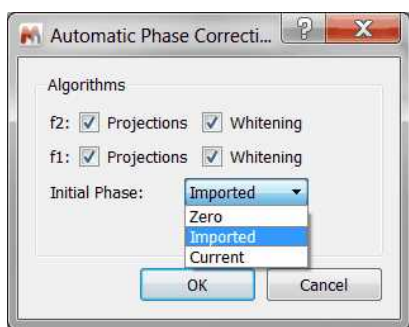 Automatic Phase Correcti...
Algorithms
f2: Projections Whitening
f1: Projections Whitening
Initial Phase: Imported
Zero
Imported
Current
OK Cancel